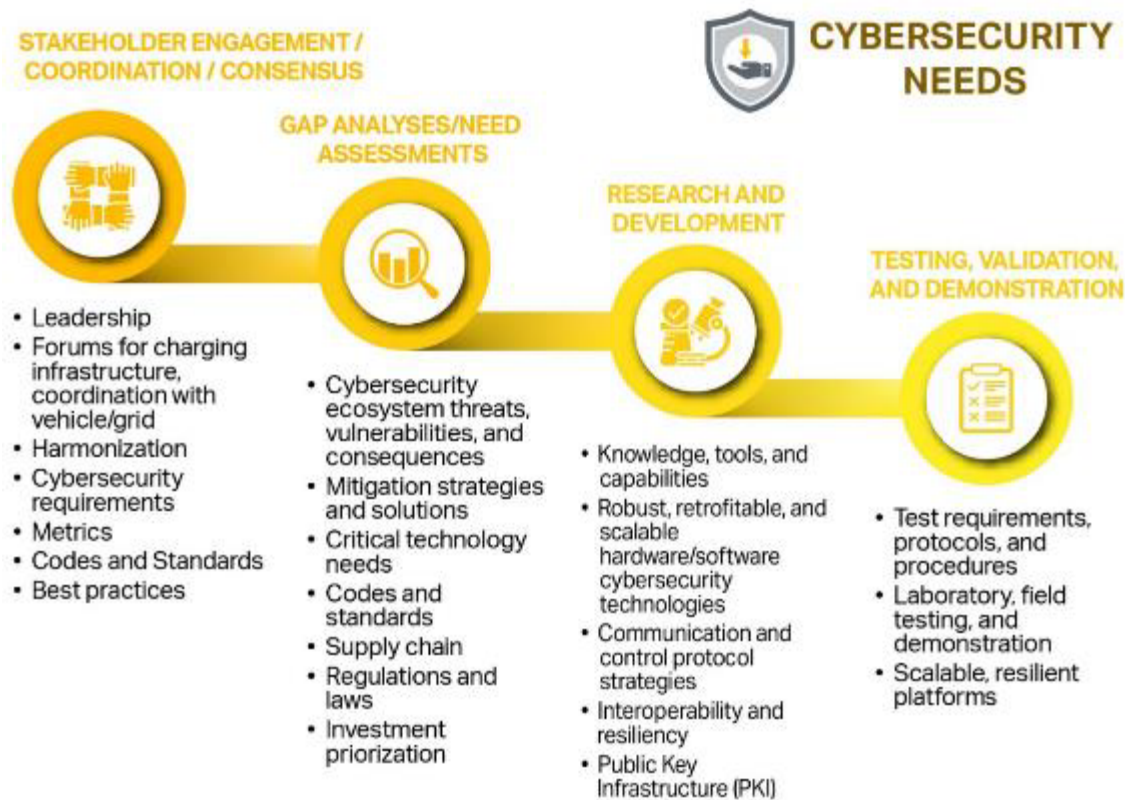 CYBERSECURITY
NEEDS
STAKEHOLDER ENGAGEMENT /
COORDINATION / CONSENSUS
• Leadership
• Forums for charging
infrastructure,
coordination with
vehicle/grid
• Harmonization
• Cybersecurity
requirements
• Metrics
• Codes and Standards
• Best practices
GAP ANALYSES/NEED
ASSESSMENTS
• Cybersecurity
ecosystem threats,
vulnerabilities, and
consequences
• Mitigation strategies
and solutions
• Critical technology
needs
• Codes and
standards
• Supply chain
• Regulations and
laws
• Investment
priorization
RESEARCH AND
DEVELOPMENT
• Knowledge, tools, and
capabilities
• Robust, retrofitable, and
scalable
hardware/software
cybersecurity
technologies
• Communication and
control protocol
strategies
• Interoperability and
resiliency
• Public Key
Infrastructure (PKI)
TESTING, VALIDATION,
AND DEMONSTRATION
• Test requirements,
protocols, and
procedures
• Laboratory, field
testing, and
demonstration
• Scalable, resilient
platforms